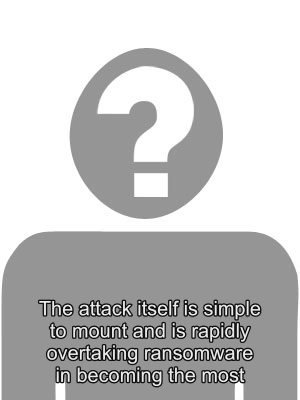 ?
The attack itself is simple
to mount and is rapidly
overtaking ransomware
in becoming the most